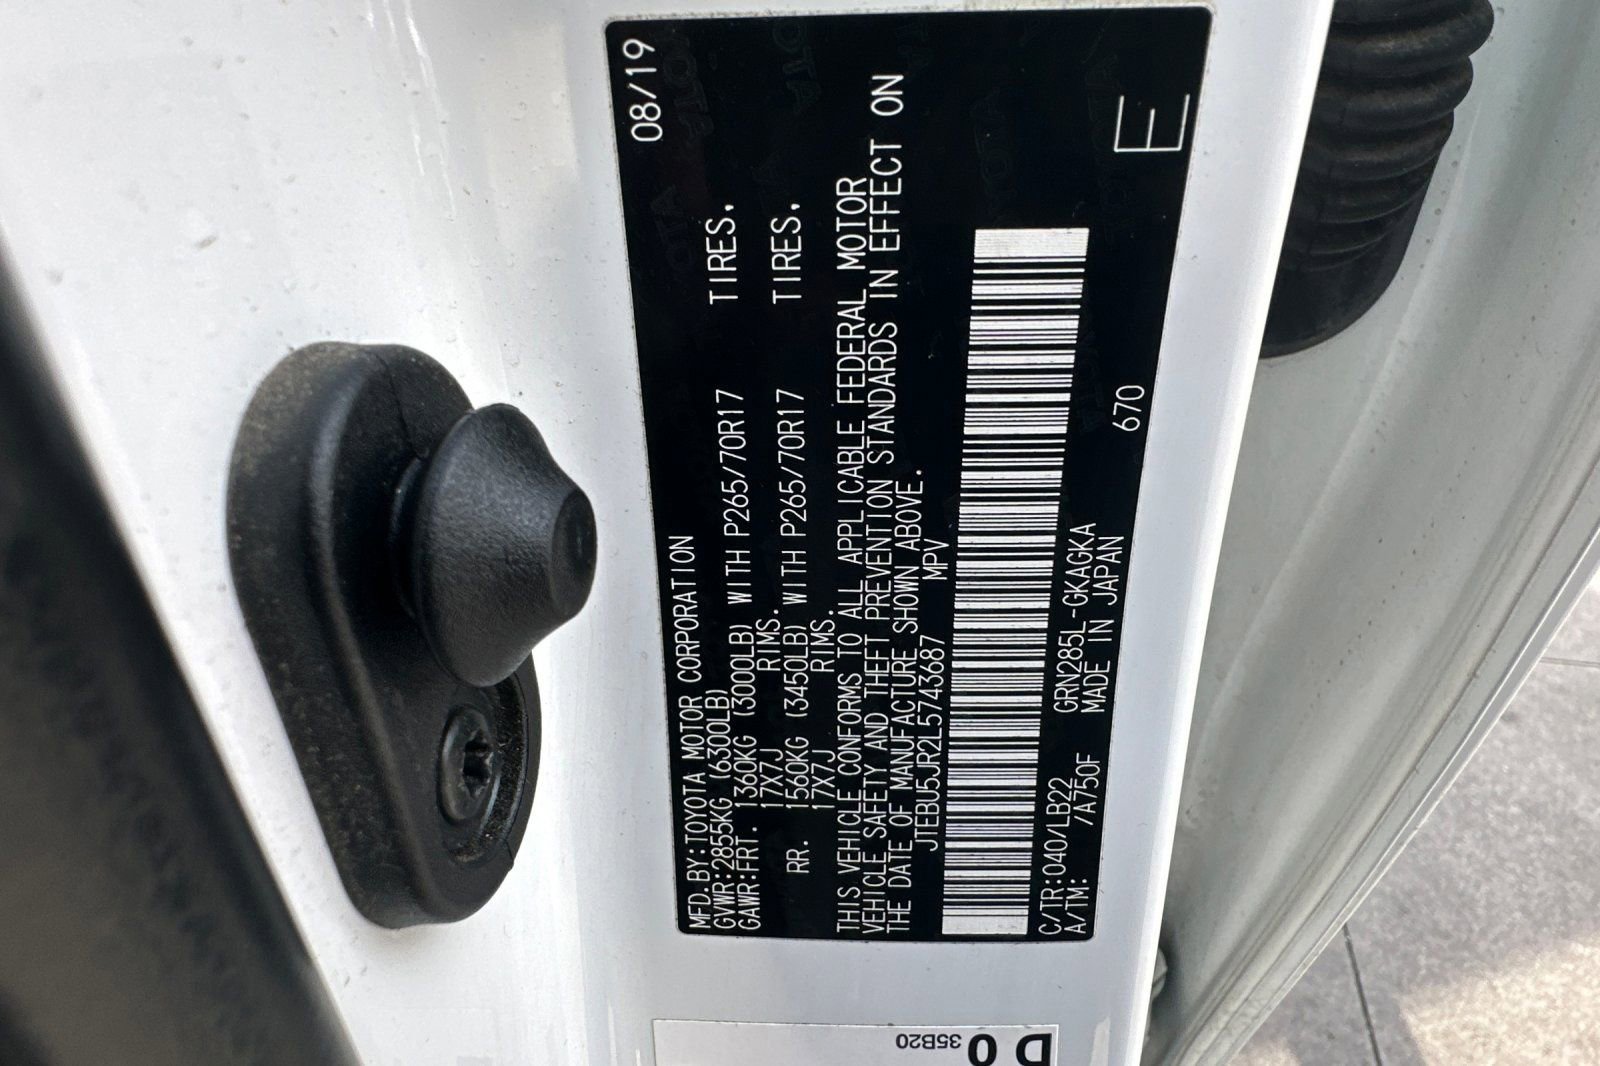 08/19
MFD.BY:TOYOTA MOTOR CORPORATION
GVWR:2855KG (6300LB)
GAWR:FRT. 1360KG (3000LB) WITH P265/70R17 TIRES,
17X7J RIMS.
RR. 1560KG (3450LB) WITH P265/70R17 TIRES,
17X7J RIMS.
THIS VEHICLE CONFORMS TO ALL APPLICABLE FEDERAL MOTOR
VEHICLE SAFETY AND THEFT PREVENTION STANDARDS IN EFFECT ON
THE DATE OF MANUFACTURE SHOWN ABOVE.
JTEBU5JR2L5743687 MPV
C/TR:040/LB22 GRN285L-GKAGKA
A/TM: /A750F MADE IN JAPAN
670
E
35B20